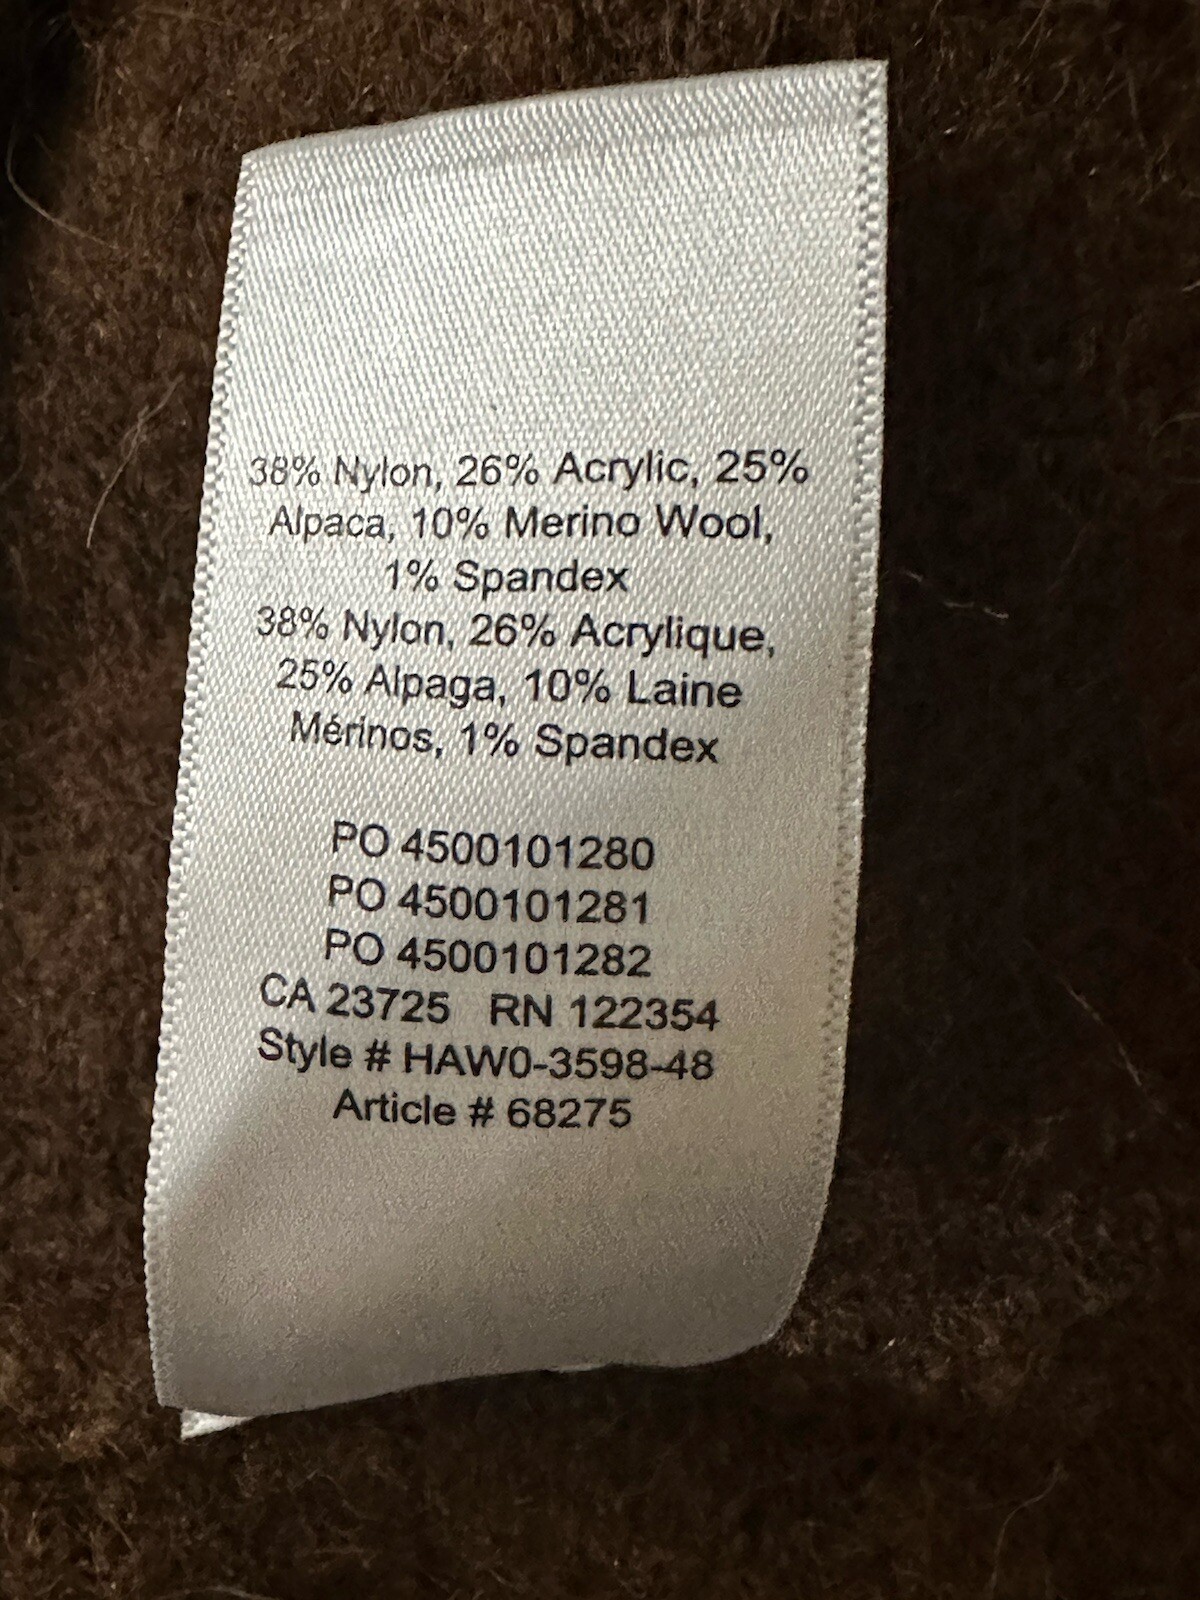 38% Nylon, 26% Acrylic, 25%
Alpaca, 10% Merino Wool,
1% Spandex
38% Nylon, 26% Acrylique,
25% Alpaga, 10% Laine
Mérinos, 1% Spandex
PO 4500101280
PO 4500101281
PO 4500101282
CA 23725 RN 122354
Style # HAW0-3598-48
Article # 68275